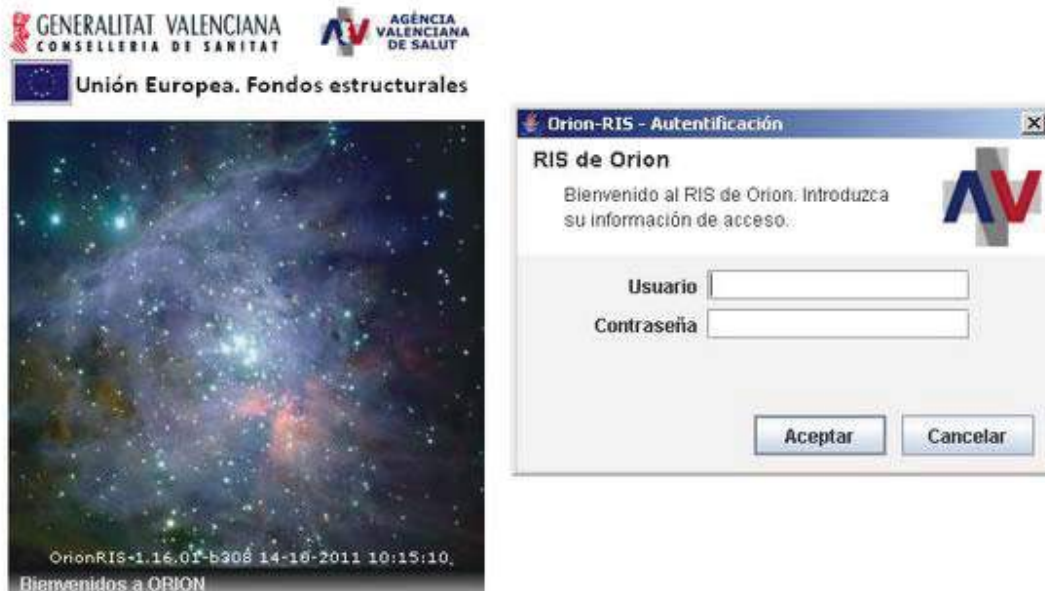 GENERALITAT VALENCIANA
CONSELLERIA DE SANITAT
AGÈNCIA
VALENCIANA
DE SALUT
Unión Europea. Fondos estructurales
OrionRIS-1.16.01-b308 14-10-2011 10:15:10
Bienvenidos a ORION
Orion-RIS - Autentificación
RIS de Orion
Bienvenido al RIS de Orion. Introduzca
su información de acceso.
AV
Usuario
Contraseña
Aceptar
Cancelar